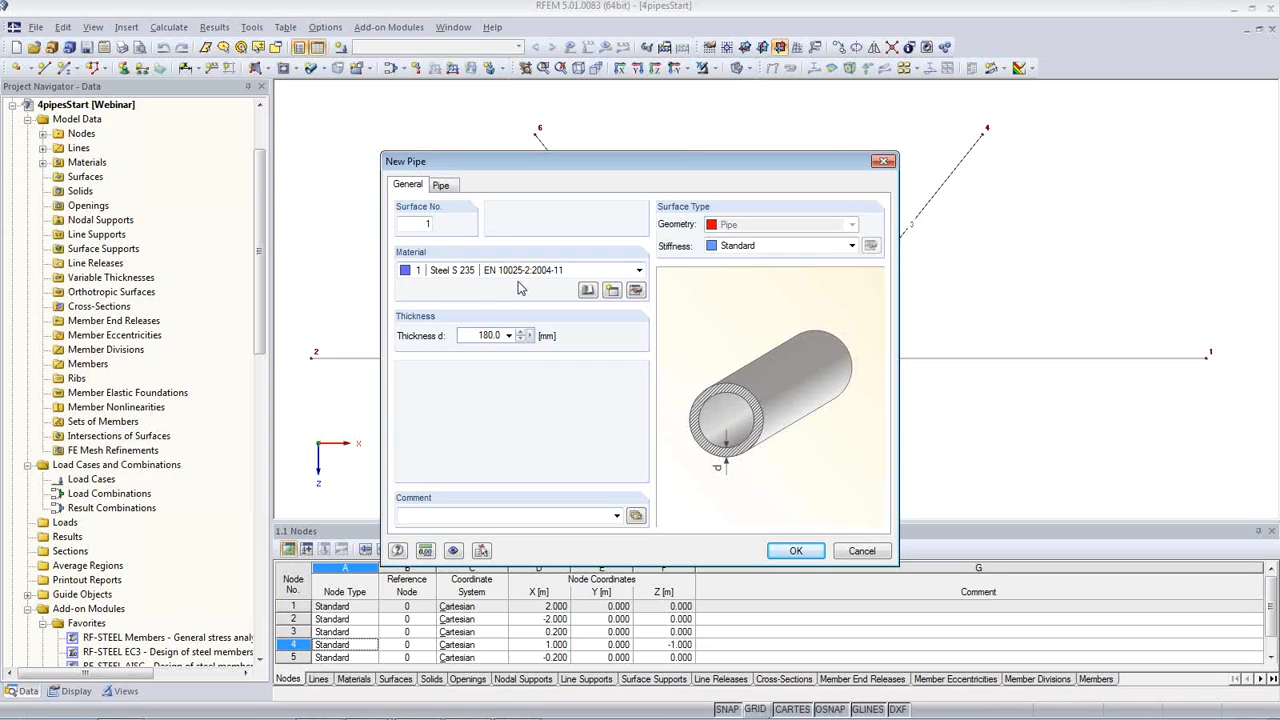 RFEM 5.01.0083 (64bit) - [4pipesStart]
File Edit View Insert Calculate Results Tools Table Options Add-on Modules Window Help
Project Navigator - Data
4pipesStart [Webinar]
Model Data
Nodes
Lines
Materials
Surfaces
Solids
Openings
Nodal Supports
Line Supports
Surface Supports
Line Releases
Variable Thicknesses
Orthotropic Surfaces
Cross-Sections
Member End Releases
Member Eccentricities
Member Divisions
Members
Ribs
Member Elastic Foundations
Member Nonlinearities
Sets of Members
Intersections of Surfaces
FE Mesh Refinements
Load Cases and Combinations
Load Cases
Load Combinations
Result Combinations
Loads
Results
Sections
Average Regions
Printout Reports
Guide Objects
Add-on Modules
Favorites
RF-STEEL Members - General stress anal
RF-STEEL EC3 - Design of steel members
RF-STEEL AISC - Design of steel membe
Data Display Views
6
4
3
2
1
X
Z
New Pipe
General Pipe
Surface No.
1
Material
1 Steel S 235 EN 10025-2:2004-11
Thickness
Thickness d: 180.0 [mm]
Comment
Surface Type
Geometry: Pipe
Stiffness: Standard
d
OK Cancel
1.1 Nodes
A B C D E F G
Node No. Node Type Reference Node Coordinate System Node Coordinates X [m] Y [m] Z [m] Comment
1 Standard 0 Cartesian 2.000 0.000 0.000
2 Standard 0 Cartesian -2.000 0.000 0.000
3 Standard 0 Cartesian 0.200 0.000 0.000
4 Standard 0 Cartesian 1.000 0.000 -1.000
5 Standard 0 Cartesian -0.200 0.000 0.000
Nodes Lines Materials Surfaces Solids Openings Nodal Supports Line Supports Surface Supports Line Releases Cross-Sections Member End Releases Member Eccentricities Member Divisions Members
SNAP GRID CARTES OSNAP GLINES DXF